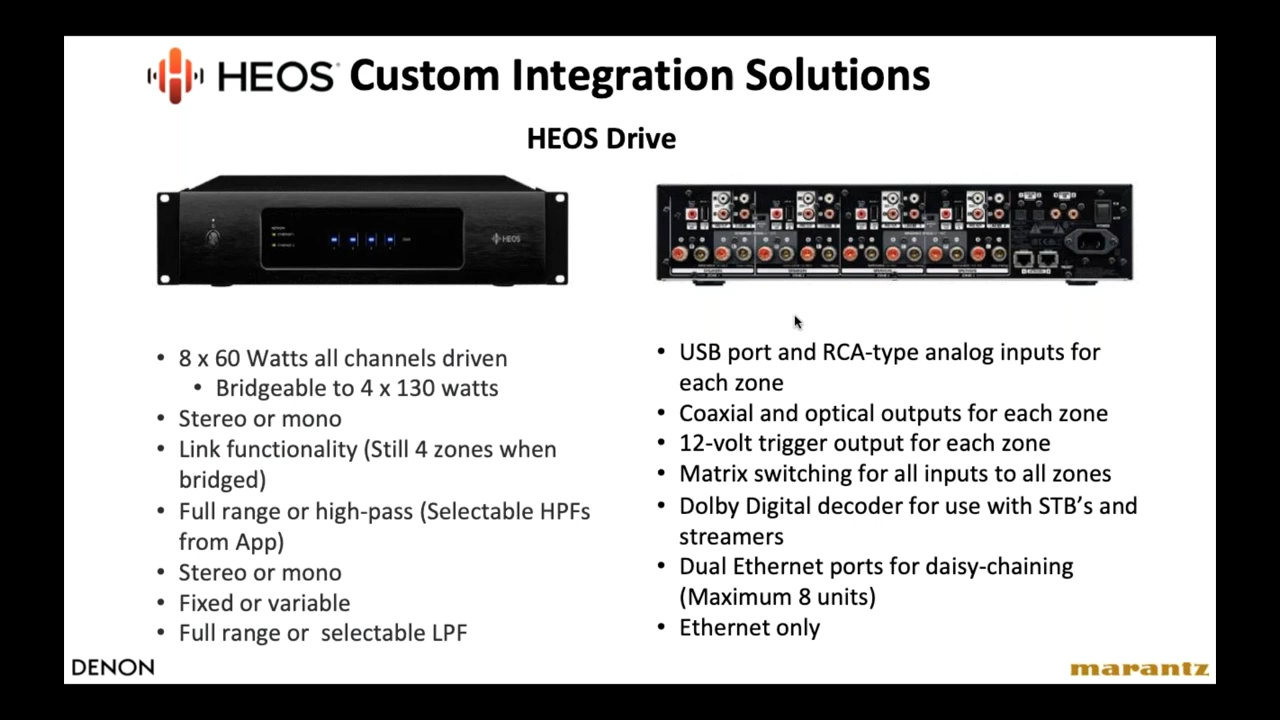 HEOS Custom Integration Solutions
HEOS Drive
HEOS
• 8 x 60 Watts all channels driven
• Bridgeable to 4 x 130 watts
• Stereo or mono
• Link functionality (Still 4 zones when
bridged)
• Full range or high-pass (Selectable HPFs
from App)
• Stereo or mono
• Fixed or variable
• Full range or  selectable LPF
• USB port and RCA-type analog inputs for
each zone
• Coaxial and optical outputs for each zone
• 12-volt trigger output for each zone
• Matrix switching for all inputs to all zones
• Dolby Digital decoder for use with STB’s and
streamers
• Dual Ethernet ports for daisy-chaining
(Maximum 8 units)
• Ethernet only
DENON
marantz